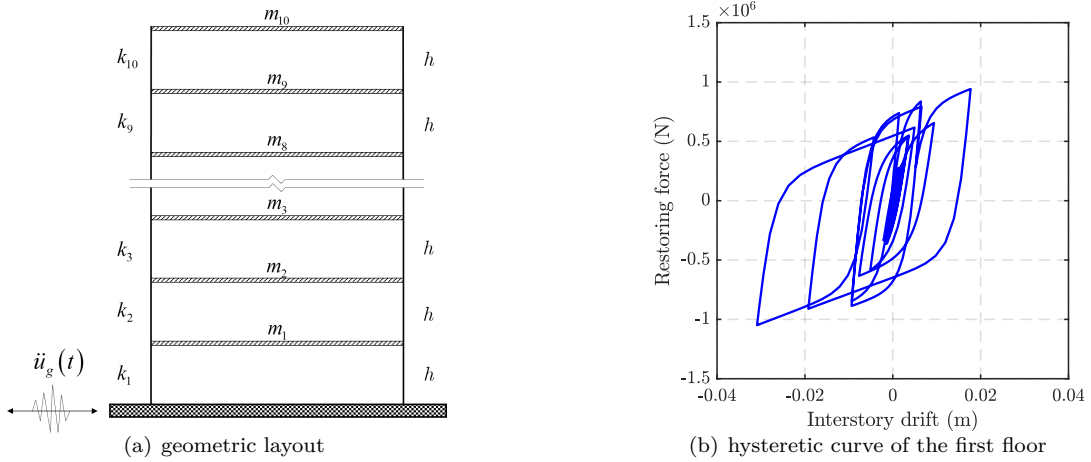 m₁₀
k₁₀ h
m₉
k₉ h
m₈
m₃
k₃ h
m₂
k₂ h
m₁
üg(t)
k₁ h
(a) geometric layout
×10⁶
1.5
1
0.5
0
-0.5
-1
-1.5
-0.04 -0.02 0 0.02 0.04
Restoring force (N)
Interstory drift (m)
(b) hysteretic curve of the first floor